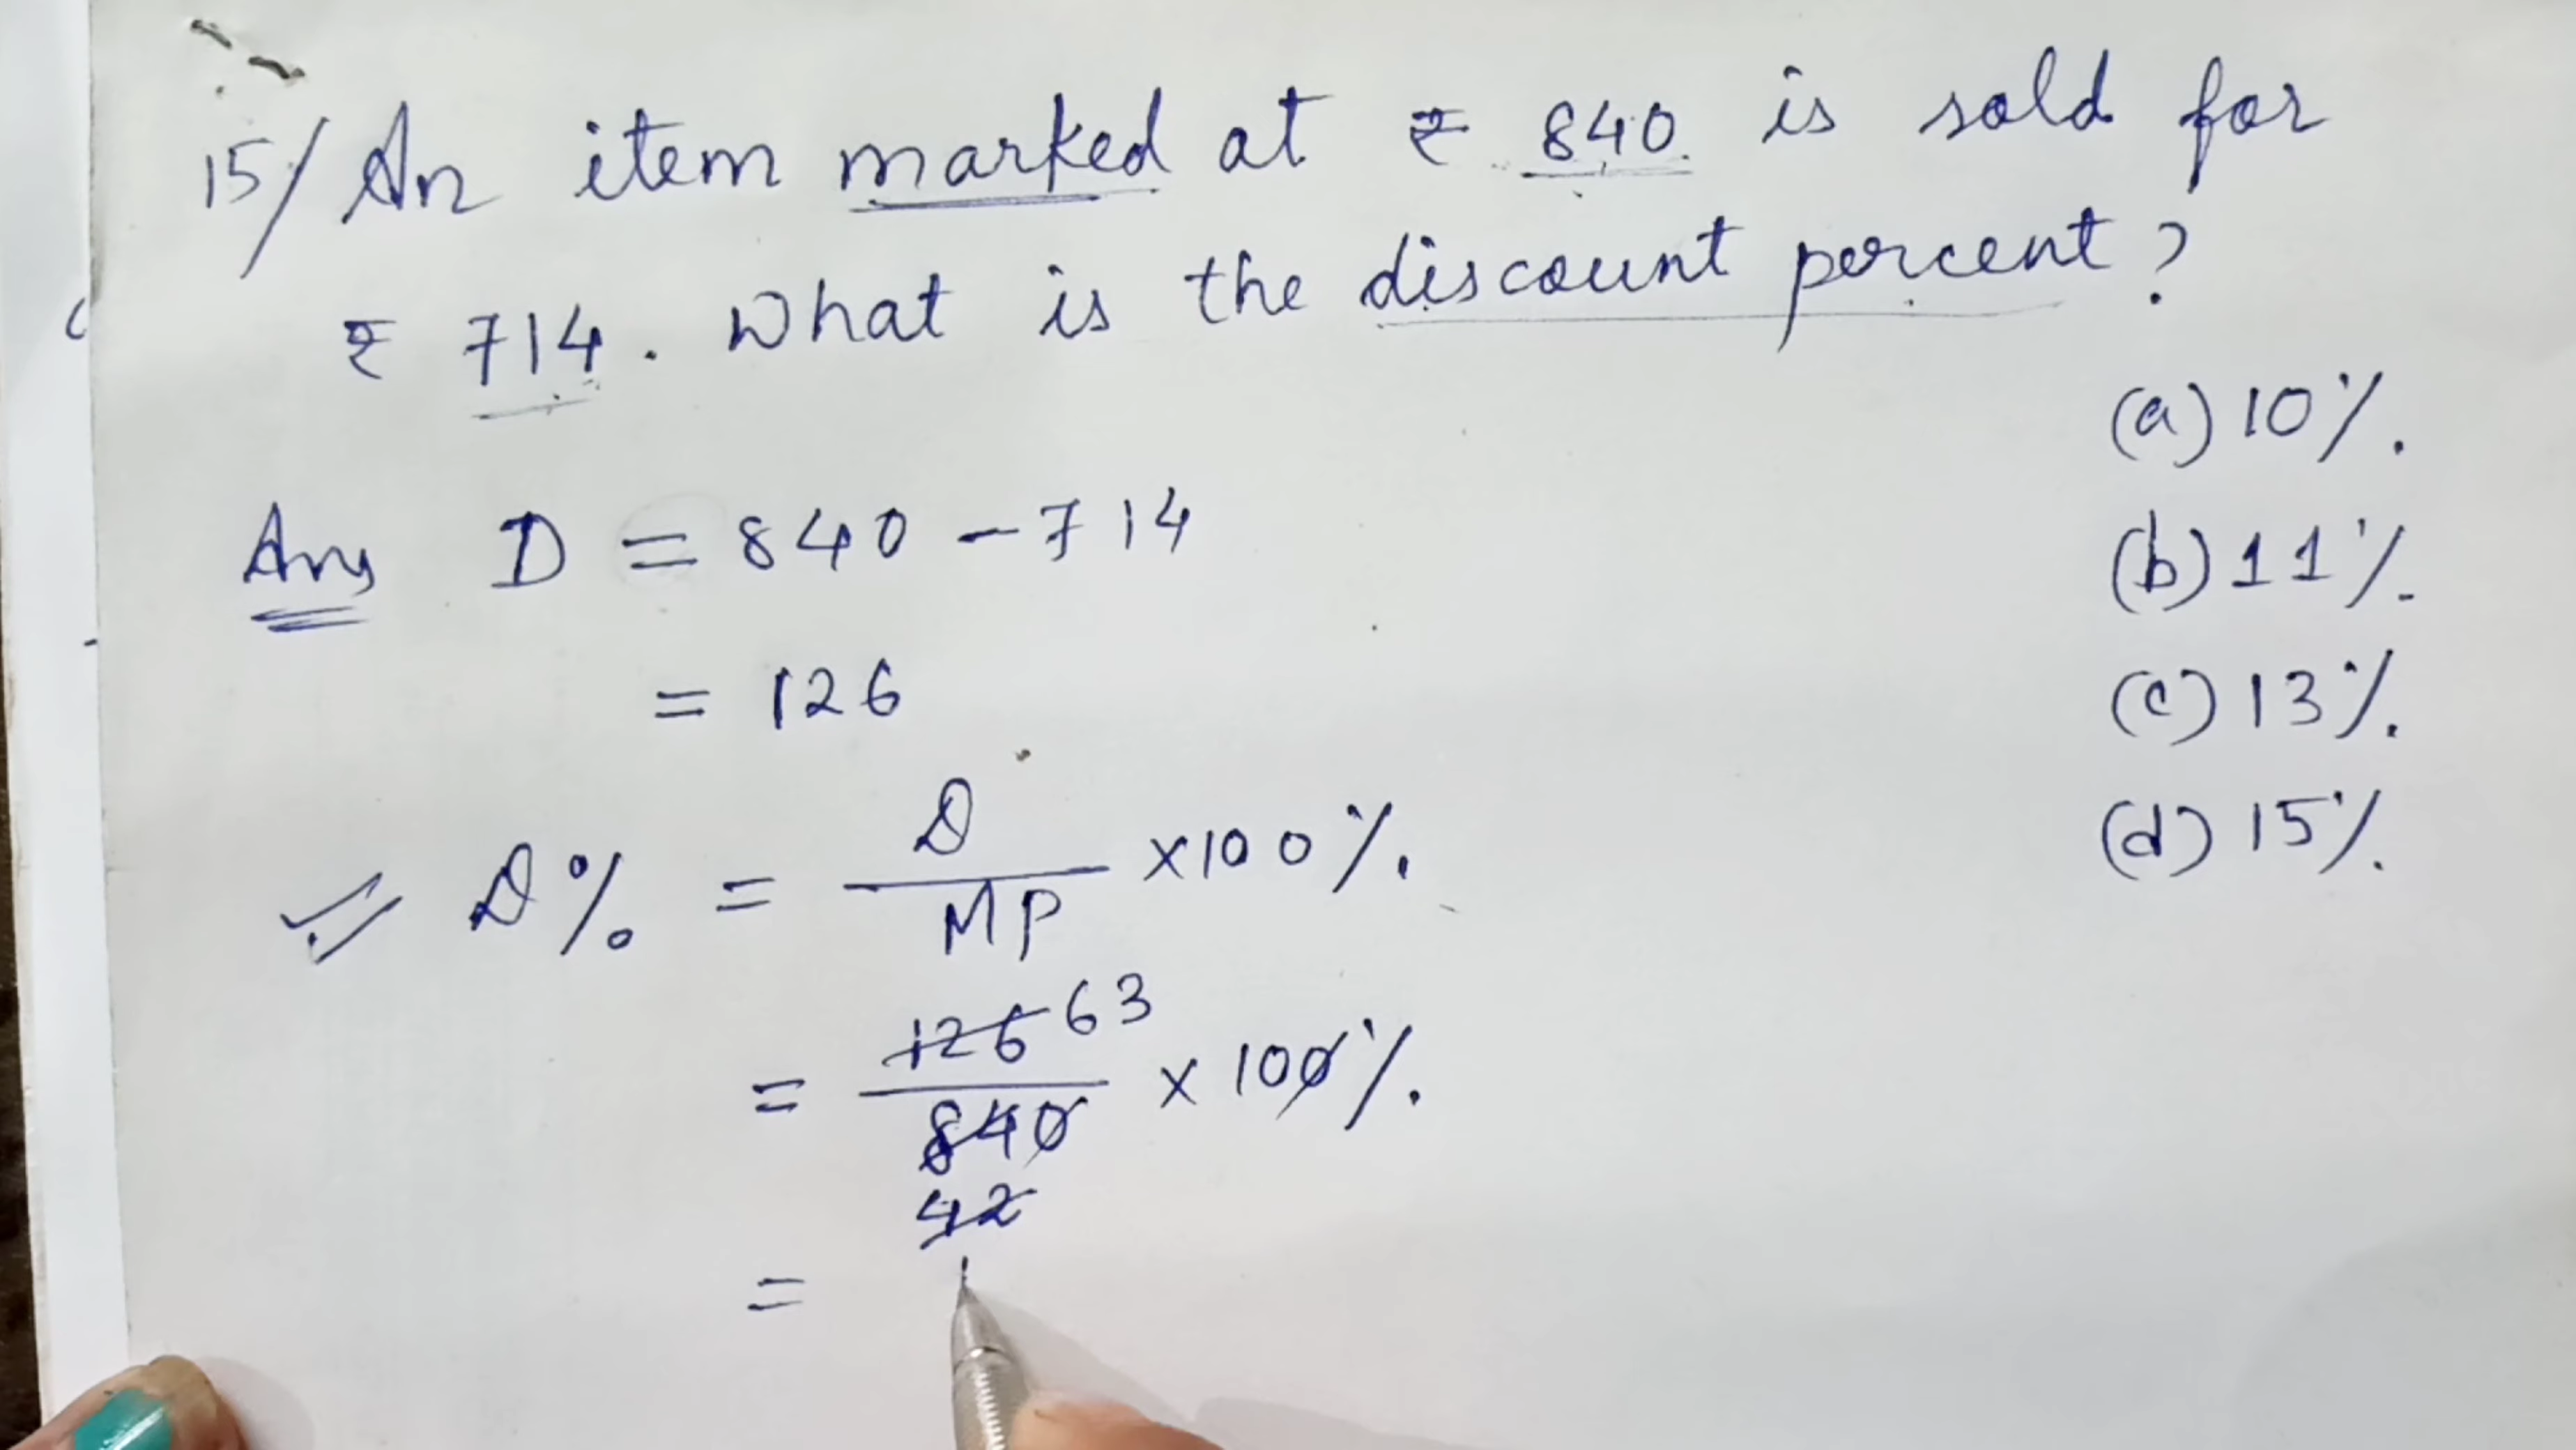 15/ An item marked at ₹ 840 is sold for
₹ 714. What is the discount percent?
(a) 10%.
Ans D = 840 - 714
(b) 11%.
= 126
(c) 13%.
D% = D/MP ×100%.
(d) 15%.
= 126 63/840 × 100%.
42
=